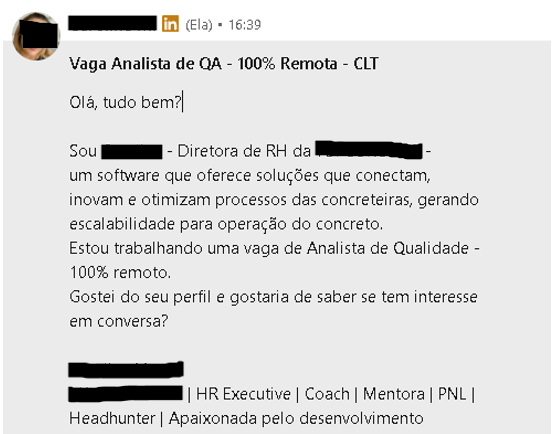 in (Ela) • 16:39
Vaga Analista de QA - 100% Remota - CLT
Olá, tudo bem?
Sou - Diretora de RH da -
um software que oferece soluções que conectam,
inovam e otimizam processos das concreteiras, gerando
escalabilidade para operação do concreto.
Estou trabalhando uma vaga de Analista de Qualidade -
100% remoto.
Gostei do seu perfil e gostaria de saber se tem interesse
em conversa?
| HR Executive | Coach | Mentora | PNL |
Headhunter | Apaixonada pelo desenvolvimento